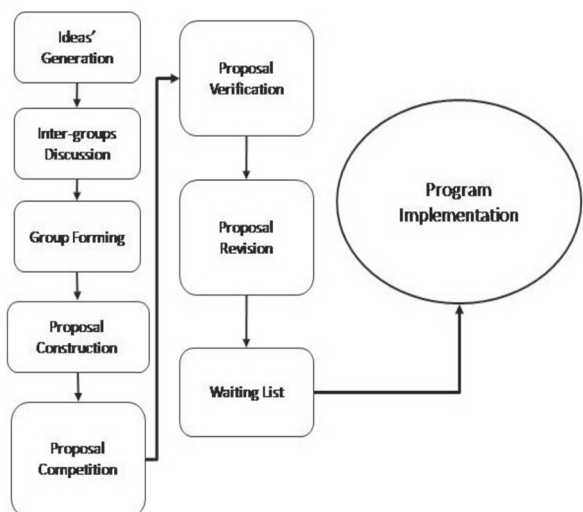 Ideas'
Generation
Inter-groups
Discussion
Group Forming
Proposal
Construction
Proposal
Competition
Proposal
Verification
Proposal
Revision
Waiting List
Program
Implementation